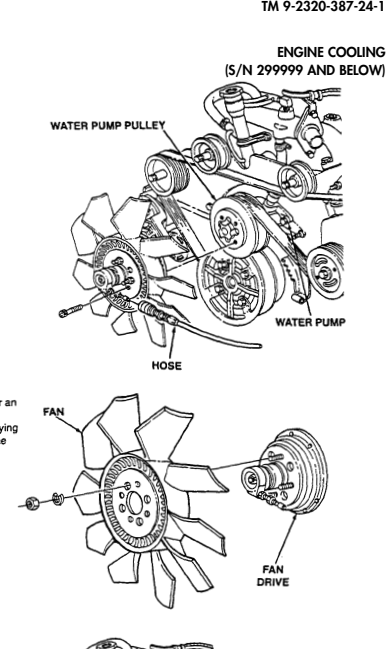 TM 9-2320-387-24-1
ENGINE COOLING
(S/N 299999 AND BELOW)
WATER PUMP PULLEY
WATER PUMP
HOSE
an
ying
FAN
FAN
DRIVE